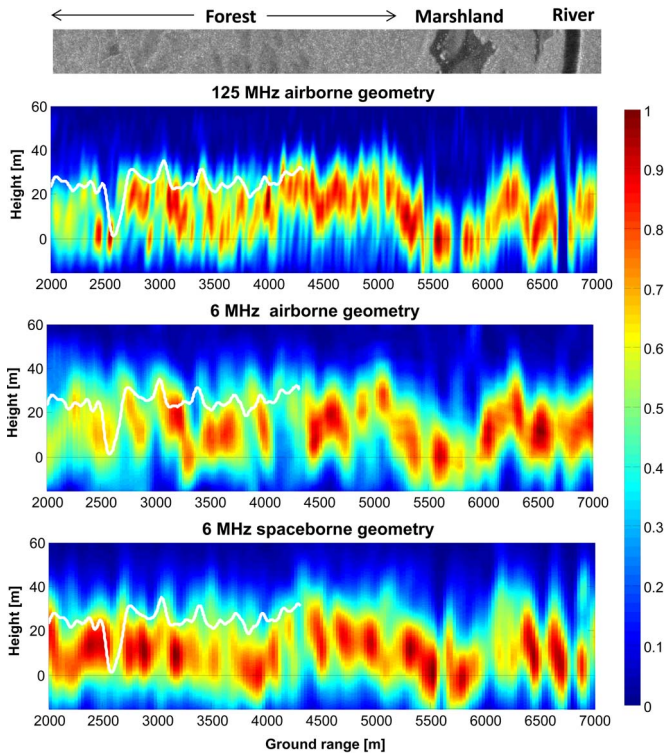 Forest Marshland River
125 MHz airborne geometry
60
40
20
0
Height [m]
2000 2500 3000 3500 4000 4500 5000 5500 6000 6500 7000
6 MHz airborne geometry
60
40
20
0
Height [m]
2000 2500 3000 3500 4000 4500 5000 5500 6000 6500 7000
6 MHz spaceborne geometry
60
40
20
0
Height [m]
2000 2500 3000 3500 4000 4500 5000 5500 6000 6500 7000
Ground range [m]
1
0.9
0.8
0.7
0.6
0.5
0.4
0.3
0.2
0.1
0